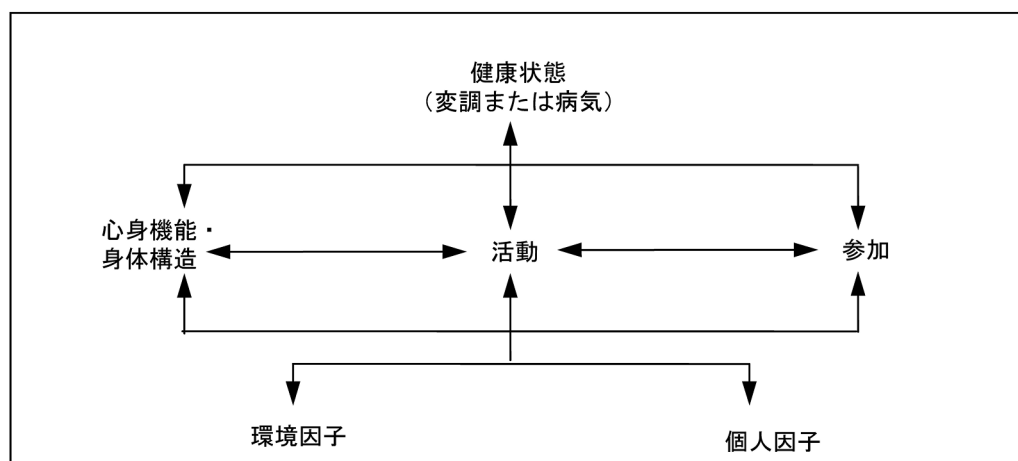 健康状態
（変調または病気）
心身機能・
身体構造
活動
参加
環境因子
個人因子